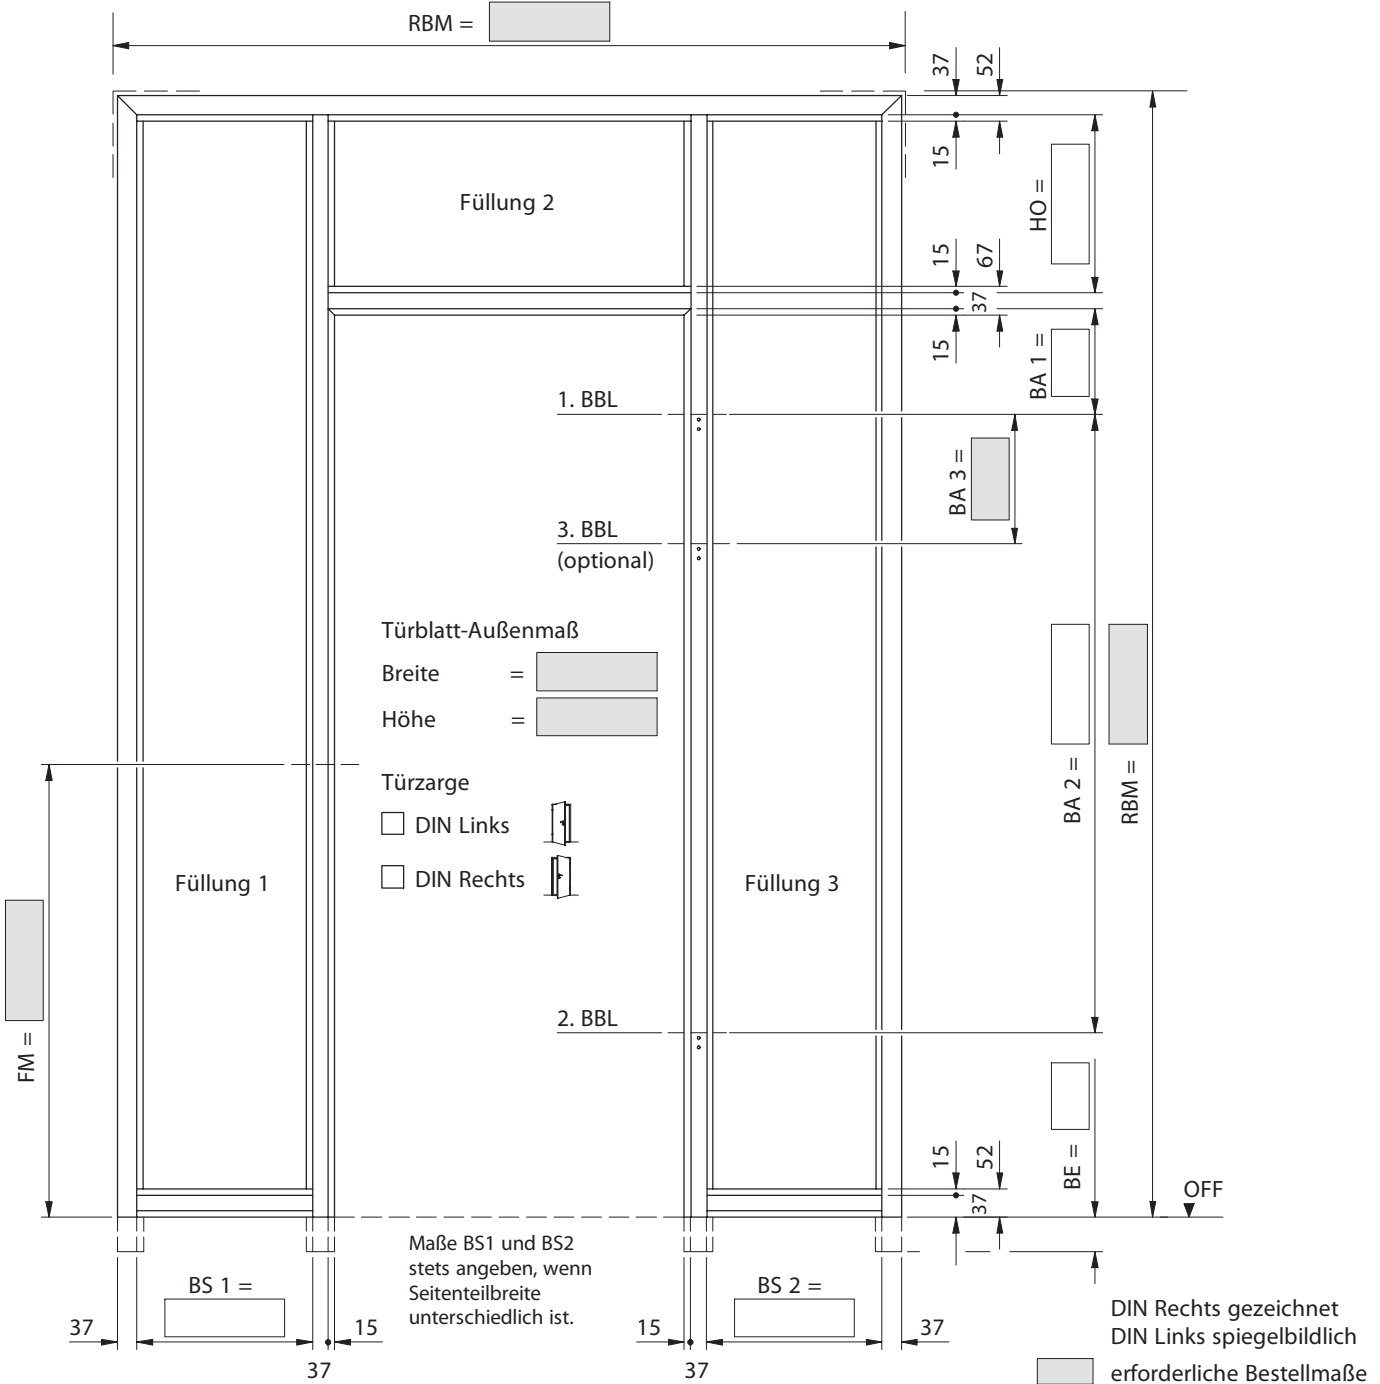 RBM =
37
52
15
HO =
Füllung 2
15
67
37
15
BA 1 =
1. BBL
BA 3 =
3. BBL
(optional)
Türblatt-Außenmaß
Breite =
Höhe =
BA 2 =
RBM =
Türzarge
DIN Links
DIN Rechts
Füllung 1
Füllung 3
FM =
2. BBL
15
52
37
BE =
OFF
Maße BS1 und BS2
stets angeben, wenn
Seitenteilbreite
unterschiedlich ist.
BS 1 =
BS 2 =
37
15
15
37
37
37
DIN Rechts gezeichnet
DIN Links spiegelbildlich
erforderliche Bestellmaße